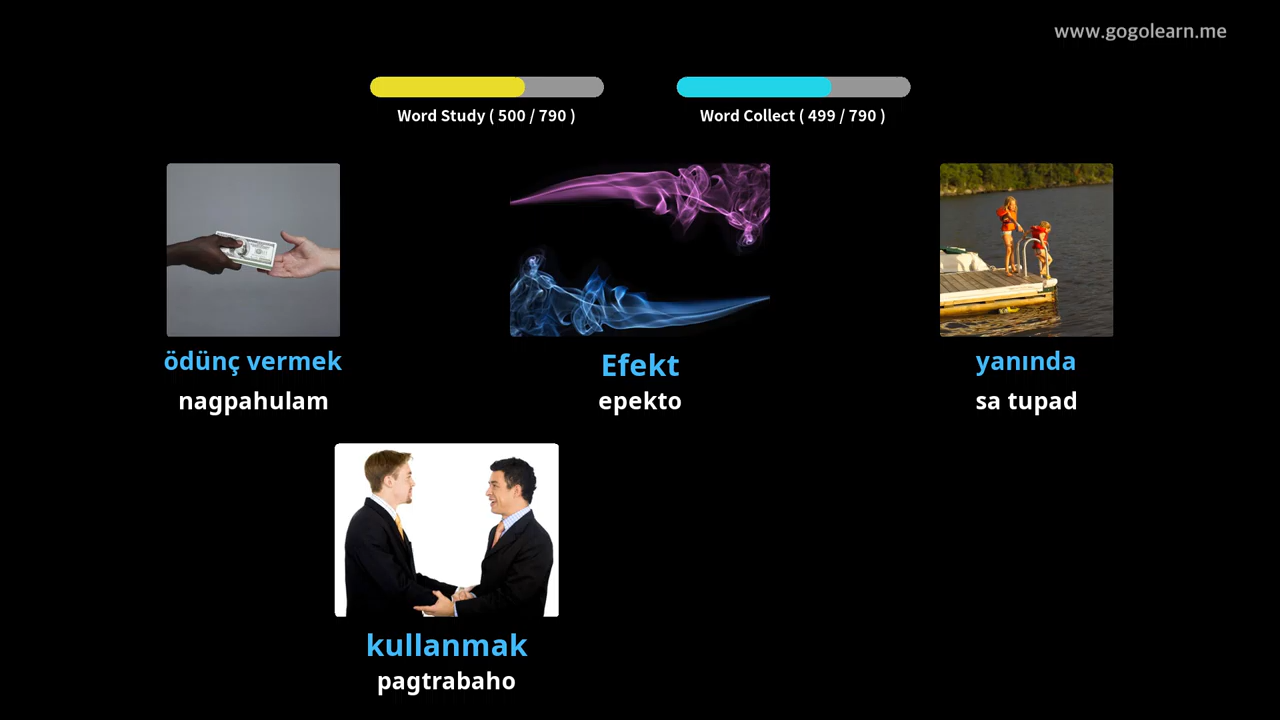 www.gogolearn.me
Word Study ( 500 / 790 )
Word Collect ( 499 / 790 )
ödünç vermek
nagpahulam
Efekt
epekto
yanında
sa tupad
kullanmak
pagtrabaho